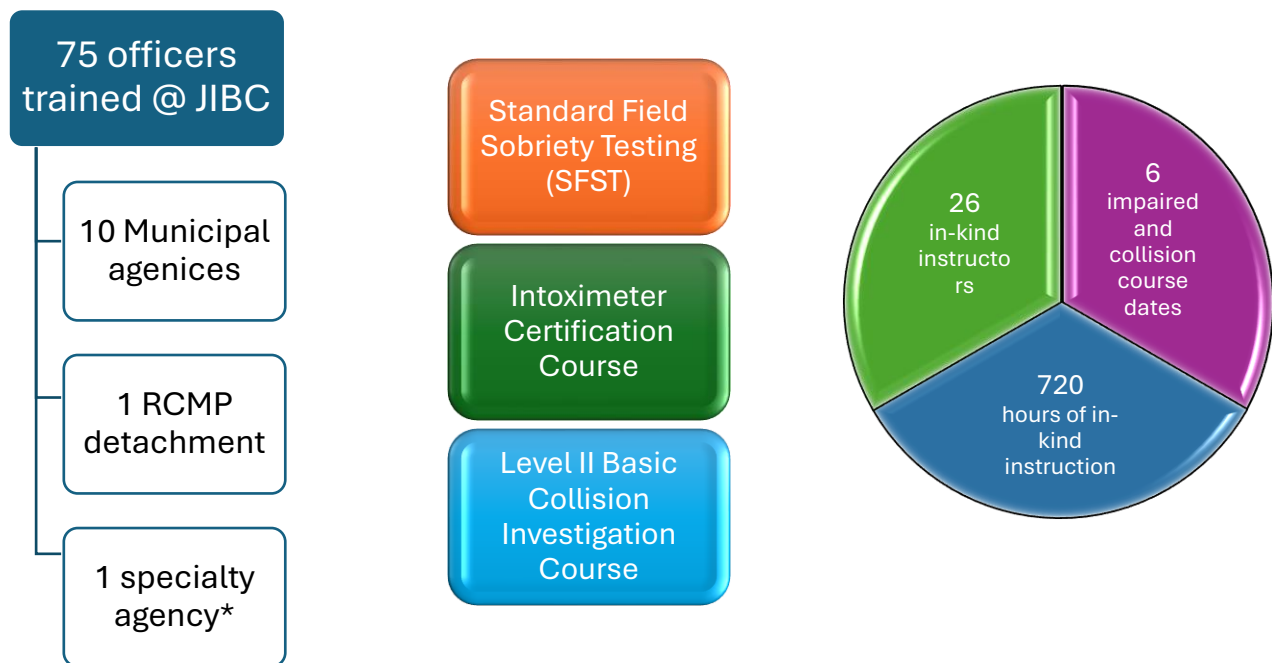 75 officers
trained @ JIBC
10 Municipal
agenices
1 RCMP
detachment
1 specialty
agency*
Standard Field
Sobriety Testing
(SFST)
Intoximeter
Certification
Course
Level II Basic
Collision
Investigation
Course
26
in-kind
instructo
rs
6
impaired
and
collision
course
dates
720
hours of in-
kind
instruction